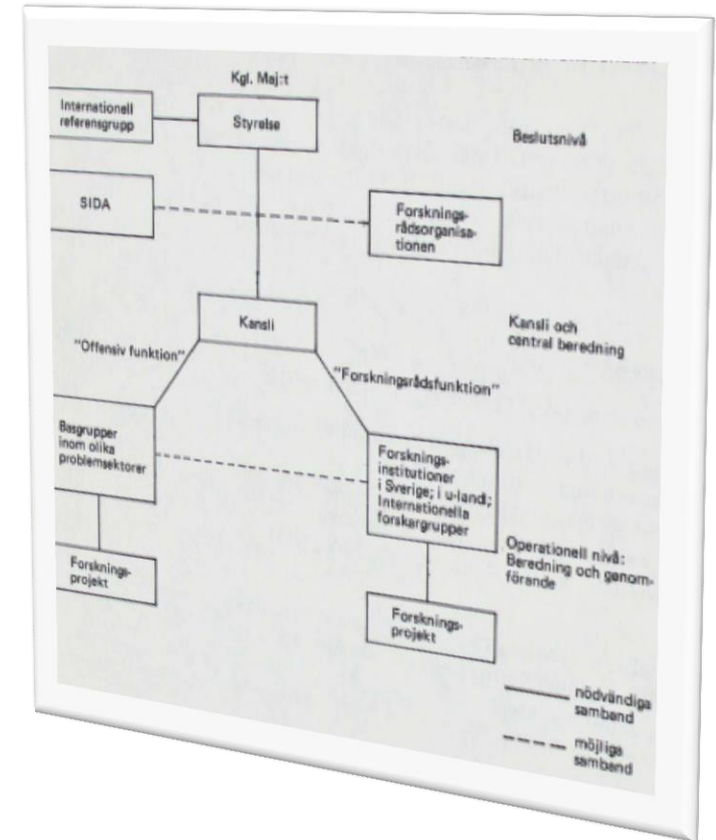 Kgl. Maj:t
Internationell
referensgrupp
Styrelse
Beslutsnivå
SIDA
Forsknings-
rådsorganisa-
tionen
Kansli
Kansli och
central beredning
"Offensiv funktion"
"Forskningsrådsfunktion"
Basgrupper
inom olika
problemsektorer
Forsknings-
institutioner
i Sverige; i u-land;
Internationella
forskargrupper
Operationell nivå:
Beredning och genom-
förande
Forsknings-
projekt
Forsknings-
projekt
nödvändiga
samband
möjliga
samband